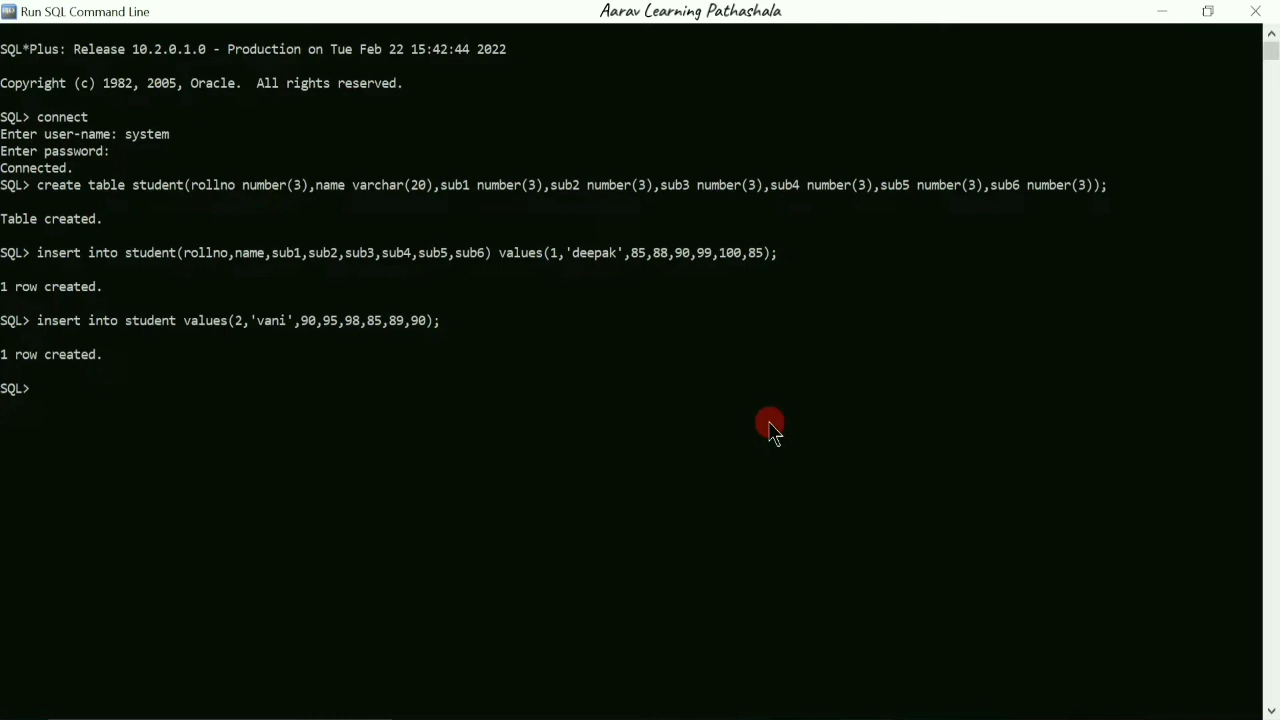 Run SQL Command Line
Aarav Learning Pathashala
SQL*Plus: Release 10.2.0.1.0 - Production on Tue Feb 22 15:42:44 2022
Copyright (c) 1982, 2005, Oracle.  All rights reserved.
SQL> connect
Enter user-name: system
Enter password:
Connected.
SQL> create table student(rollno number(3),name varchar(20),sub1 number(3),sub2 number(3),sub3 number(3),sub4 number(3),sub5 number(3),sub6 number(3));
Table created.
SQL> insert into student(rollno,name,sub1,sub2,sub3,sub4,sub5,sub6) values(1,'deepak',85,88,90,99,100,85);
1 row created.
SQL> insert into student values(2,'vani',90,95,98,85,89,90);
1 row created.
SQL>